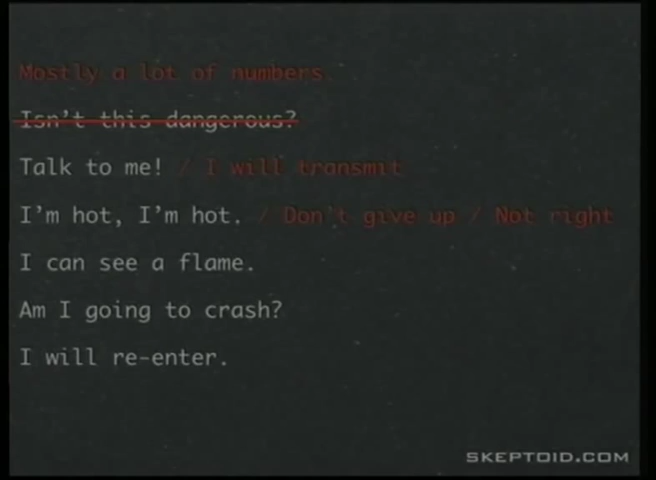 Mostly a lot of numbers.
Isn't this dangerous?
Talk to me! / I will transmit
I'm hot, I'm hot. / Don't give up / Not right
I can see a flame.
Am I going to crash?
I will re-enter.
SKEPTOID.COM